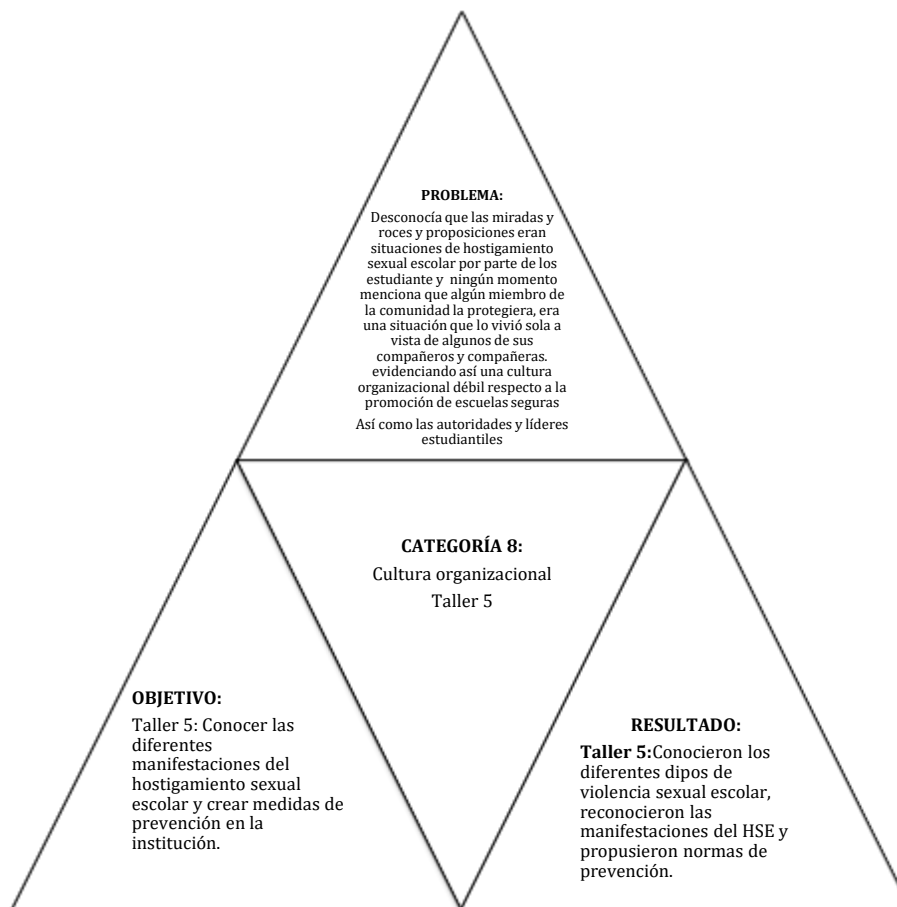 PROBLEMA:
Desconocía que las miradas y
roces y proposiciones eran
situaciones de hostigamiento
sexual escolar por parte de los
estudiante y ningún momento
menciona que algún miembro de
la comunidad la protegiera, era
una situación que lo vivió sola a
vista de algunos de sus
compañeros y compañeras.
evidenciando así una cultura
organizacional débil respecto a la
promoción de escuelas seguras
Así como las autoridades y líderes
estudiantiles
CATEGORÍA 8:
Cultura organizacional
Taller 5
OBJETIVO:
Taller 5: Conocer las
diferentes
manifestaciones del
hostigamiento sexual
escolar y crear medidas de
prevención en la
institución.
RESULTADO:
Taller 5:Conocieron los
diferentes dipos de
violencia sexual escolar,
reconocieron las
manifestaciones del HSE y
propusieron normas de
prevención.